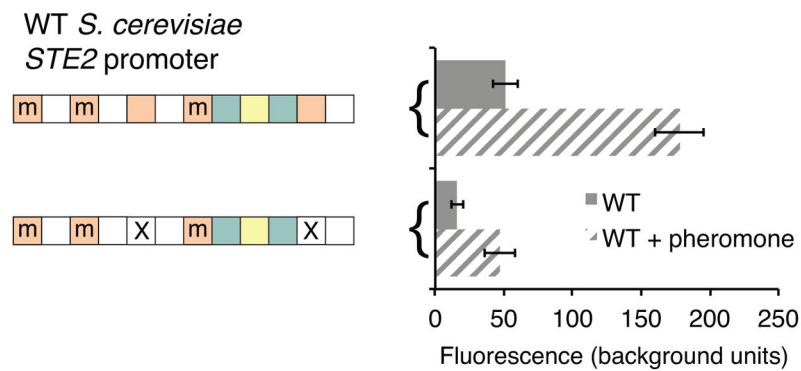 WT S. cerevisiae
STE2 promoter
m m m
m m X m X
WT
WT + pheromone
0 50 100 150 200 250
Fluorescence (background units)